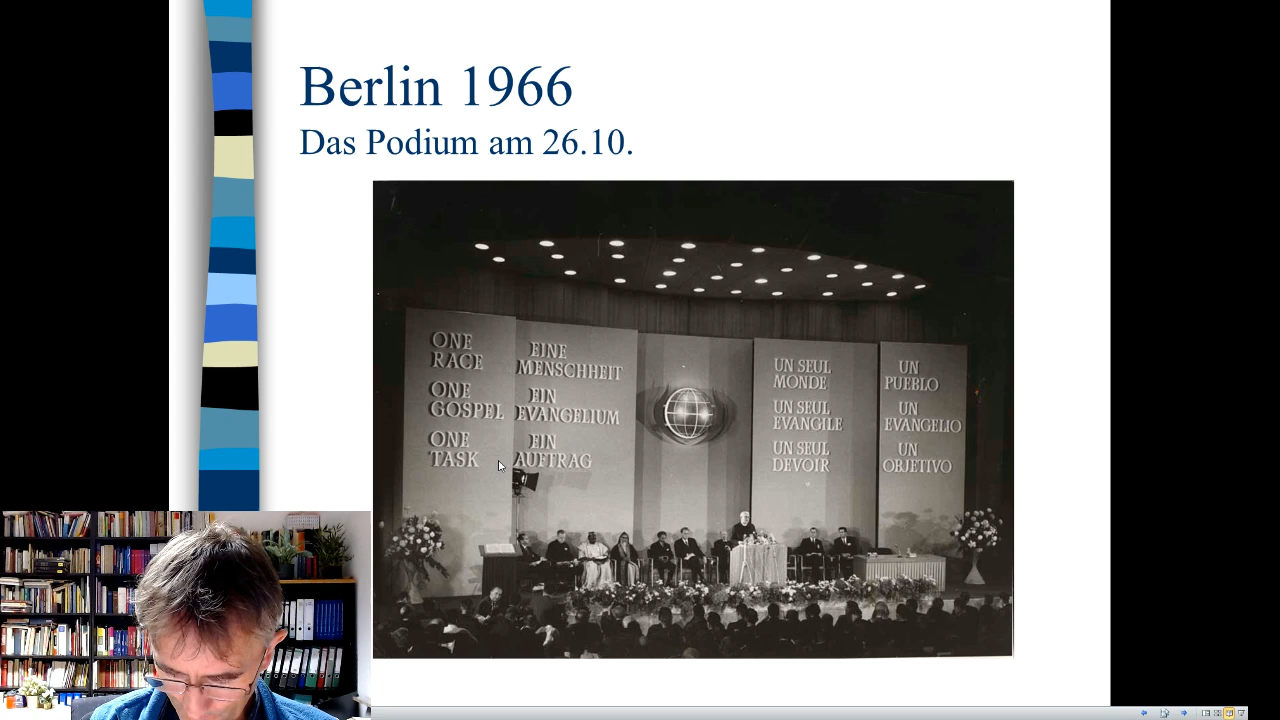 Berlin 1966
Das Podium am 26.10.
ONE
RACE
ONE
GOSPEL
ONE
TASK
EINE
MENSCHHEIT
EIN
EVANGELIUM
EIN
AUFTRAG
UN SEUL
MONDE
UN SEUL
EVANGILE
UN SEUL
DEVOIR
UN
PUEBLO
UN
EVANGELIO
UN
OBJETIVO